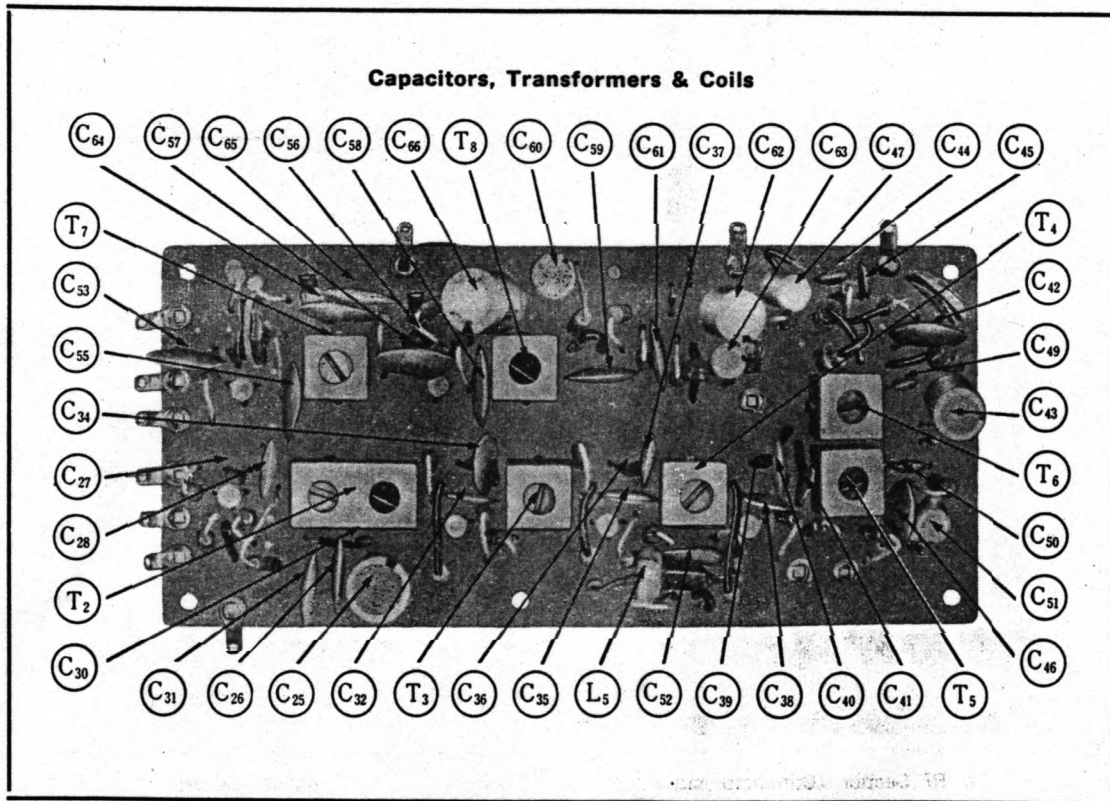 Capacitors, Transformers & Coils
C64 C57 C65 C56 C58 C66 T8 C60 C59 C61 C37 C62 C63 C47 C44 C45
T7 T4
C53 C42
C55 C49
C34 C43
C27 T6
C28 C50
T2 C51
C30 C46
C31 C26 C25 C32 T3 C36 C35 L5 C52 C39 C38 C40 C41 T5